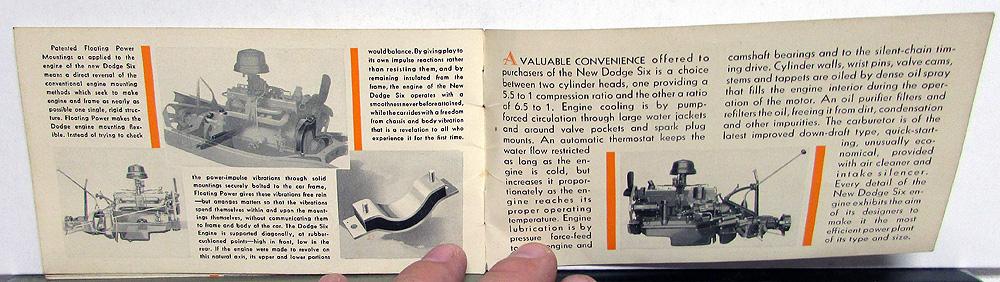 Patented Floating Power
Mountings as applied to the
engine of the new Dodge Six
means a direct reversal of the
conventional engine mounting
methods which seek to make
engine and frame as nearly as
possible one single, rigid struc-
ture. Floating Power makes the
Dodge engine mounting flex-
ible. Instead of trying to check
the power-impulse vibrations through solid
mountings securely bolted to the car frame,
Floating Power gives these vibrations free rein
—but arranges matters so that the vibrations
spend themselves within and upon the mount-
ings themselves, without communicating them
to frame and body of the car. The Dodge Six
Engine is supported diagonally, at rubber-
cushioned points—high in front, low in the
rear. If the engine were made to revolve on
this natural axis, its upper and lower portions
would balance. By giving play to
its own impulse reactions rather
than resisting them, and by
remaining insulated from the
frame, the engine of the New
Dodge Six operates with a
smoothness never before attained,
while the car rides with a freedom
from chassis and body vibration
that is a revelation to all who
experience it for the first time.
A VALUABLE CONVENIENCE offered to
purchasers of the New Dodge Six is a choice
between two cylinder heads, one providing a
5.5 to 1 compression ratio and the other a ratio
of 6.5 to 1. Engine cooling is by pump-
forced circulation through large water jackets
and around valve pockets and spark plug
mounts. An automatic thermostat keeps the
water flow restricted
as long as the en-
gine is cold, but
increases it propor-
tionately as the en-
gine reaches its
proper operating
temperature. Engine
lubrication is by
pressure force-feed
to engine and
camshaft bearings and to the silent-chain tim-
ing drive. Cylinder walls, wrist pins, valve cams,
stems and tappets are oiled by dense oil spray
that fills the engine interior during the oper-
ation of the motor. An oil purifier filters and
refilters the oil, freeing it from dirt, condensation
and other impurities. The carburetor is of the
latest improved down-draft type, quick-start-
ing, unusually eco-
nomical, provided
with air cleaner and
intake silencer.
Every detail of the
New Dodge Six en-
gine exhibits the aim
of its designers to
make it the most
efficient power plant
of its type and size.